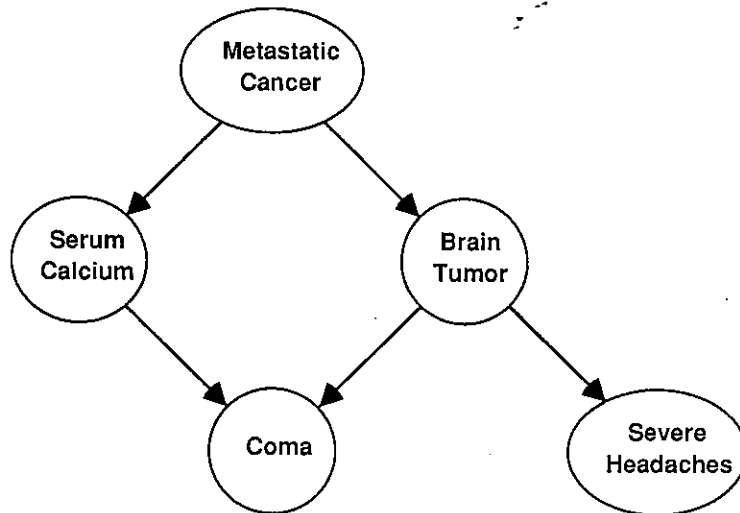 Metastatic
Cancer
Serum
Calcium
Brain
Tumor
Coma
Severe
Headaches